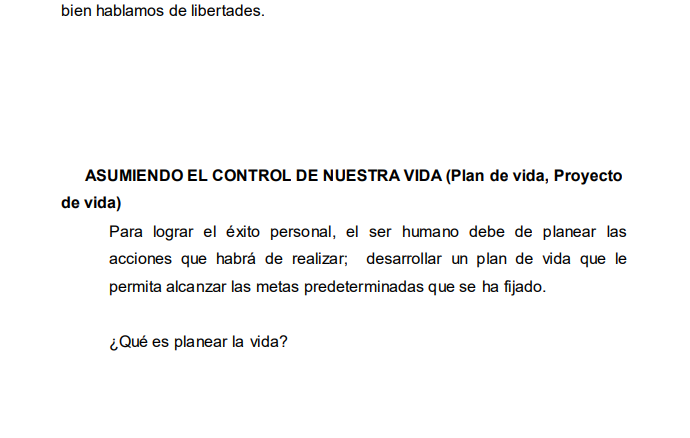 bien hablamos de libertades.
ASUMIENDO EL CONTROL DE NUESTRA VIDA (Plan de vida, Proyecto
de vida)
Para lograr el éxito personal, el ser humano debe de planear las
acciones que habrá de realizar; desarrollar un plan de vida que le
permita alcanzar las metas predeterminadas que se ha fijado.
¿Qué es planear la vida?